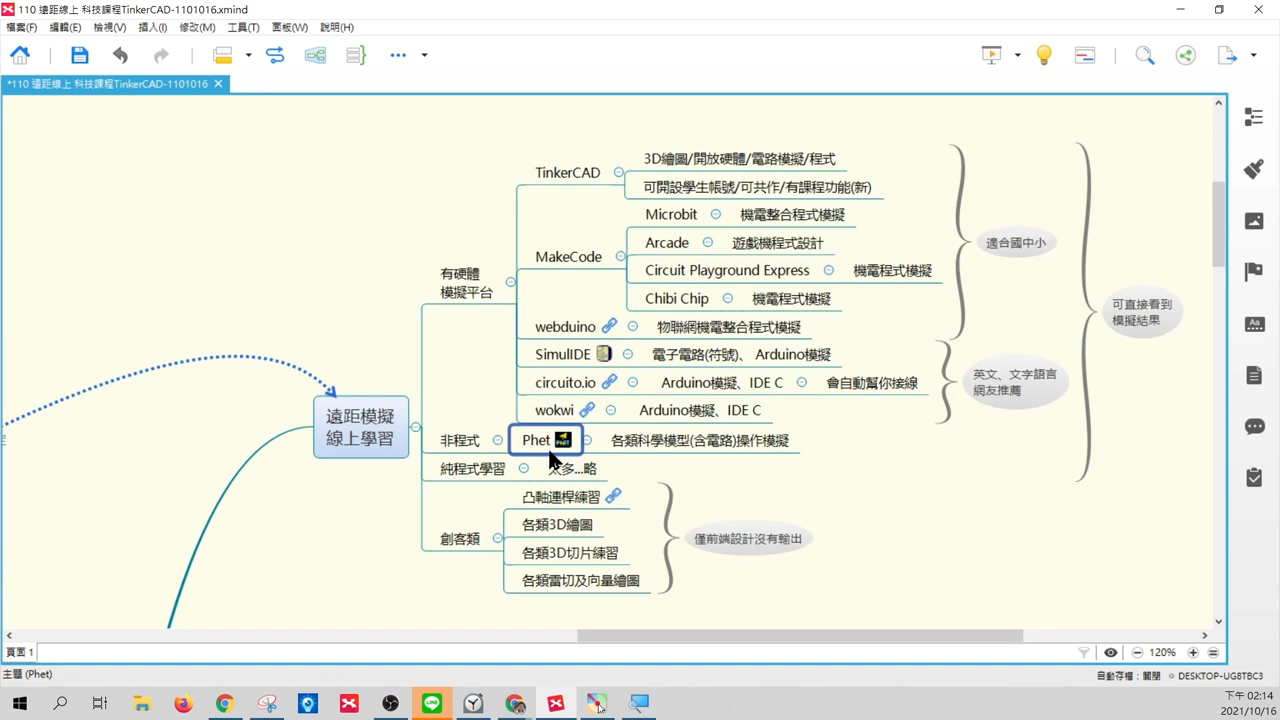 110 遠距線上 科技課程TinkerCAD-1101016.xmind
檔案(F) 編輯(E) 檢視(V) 插入(I) 修改(M) 工具(T) 面板(W) 說明(H)
*110 遠距線上 科技課程TinkerCAD-1101016
遠距模擬
線上學習
有硬體
模擬平台
TinkerCAD
3D繪圖/開放硬體/電路模擬/程式
可開設學生帳號/可共作/有課程功能(新)
MakeCode
Microbit 機電整合程式模擬
Arcade 遊戲機程式設計
Circuit Playground Express 機電程式模擬
Chibi Chip 機電程式模擬
webduino 物聯網機電整合程式模擬
SimulIDE 電子電路(符號)、 Arduino模擬
circuito.io Arduino模擬、IDE C 會自動幫你接線
wokwi Arduino模擬、IDE C
適合國中小
英文、文字語言
網友推薦
可直接看到
模擬結果
非程式 Phet 各類科學模型(含電路)操作模擬
純程式學習 太多...略
創客類
凸軸連桿練習
各類3D繪圖
各類3D切片練習
各類雷切及向量繪圖
僅前端設計沒有輸出
頁面 1
120%
主題 (Phet)
自動存檔：關閉 DESKTOP-UG8TBC3
下午 02:14
2021/10/16